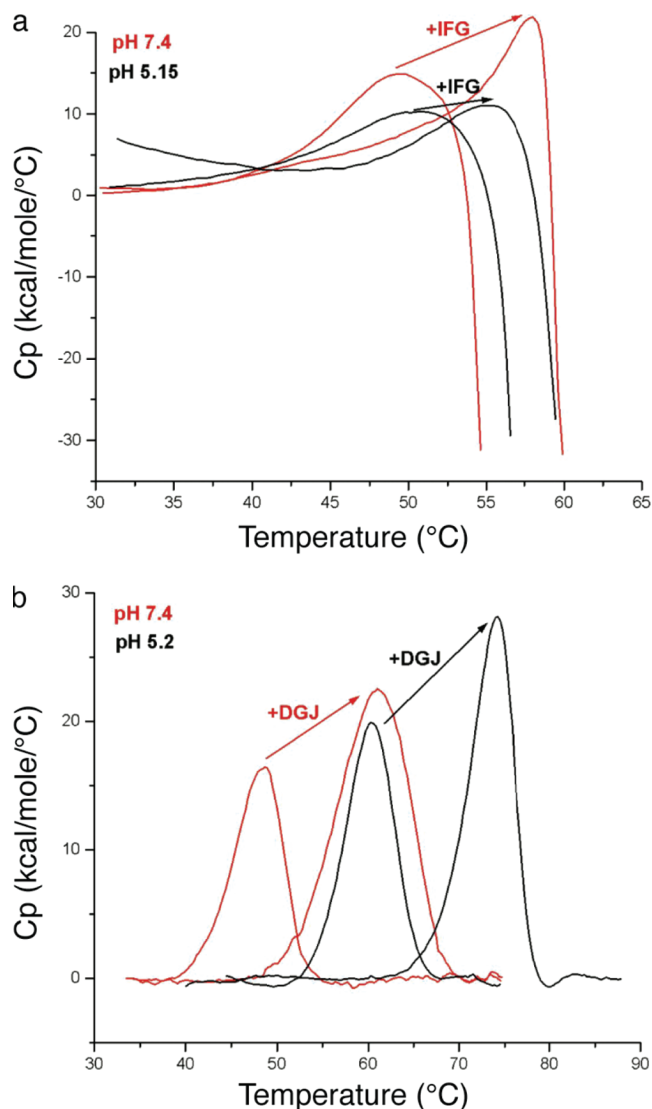 a
pH 7.4
pH 5.15
+IFG
+IFG
20
10
0
-10
-20
-30
Cp (kcal/mole/°C)
30 35 40 45 50 55 60 65
Temperature (°C)
b
pH 7.4
pH 5.2
+DGJ
+DGJ
30
20
10
0
Cp (kcal/mole/°C)
30 40 50 60 70 80 90
Temperature (°C)